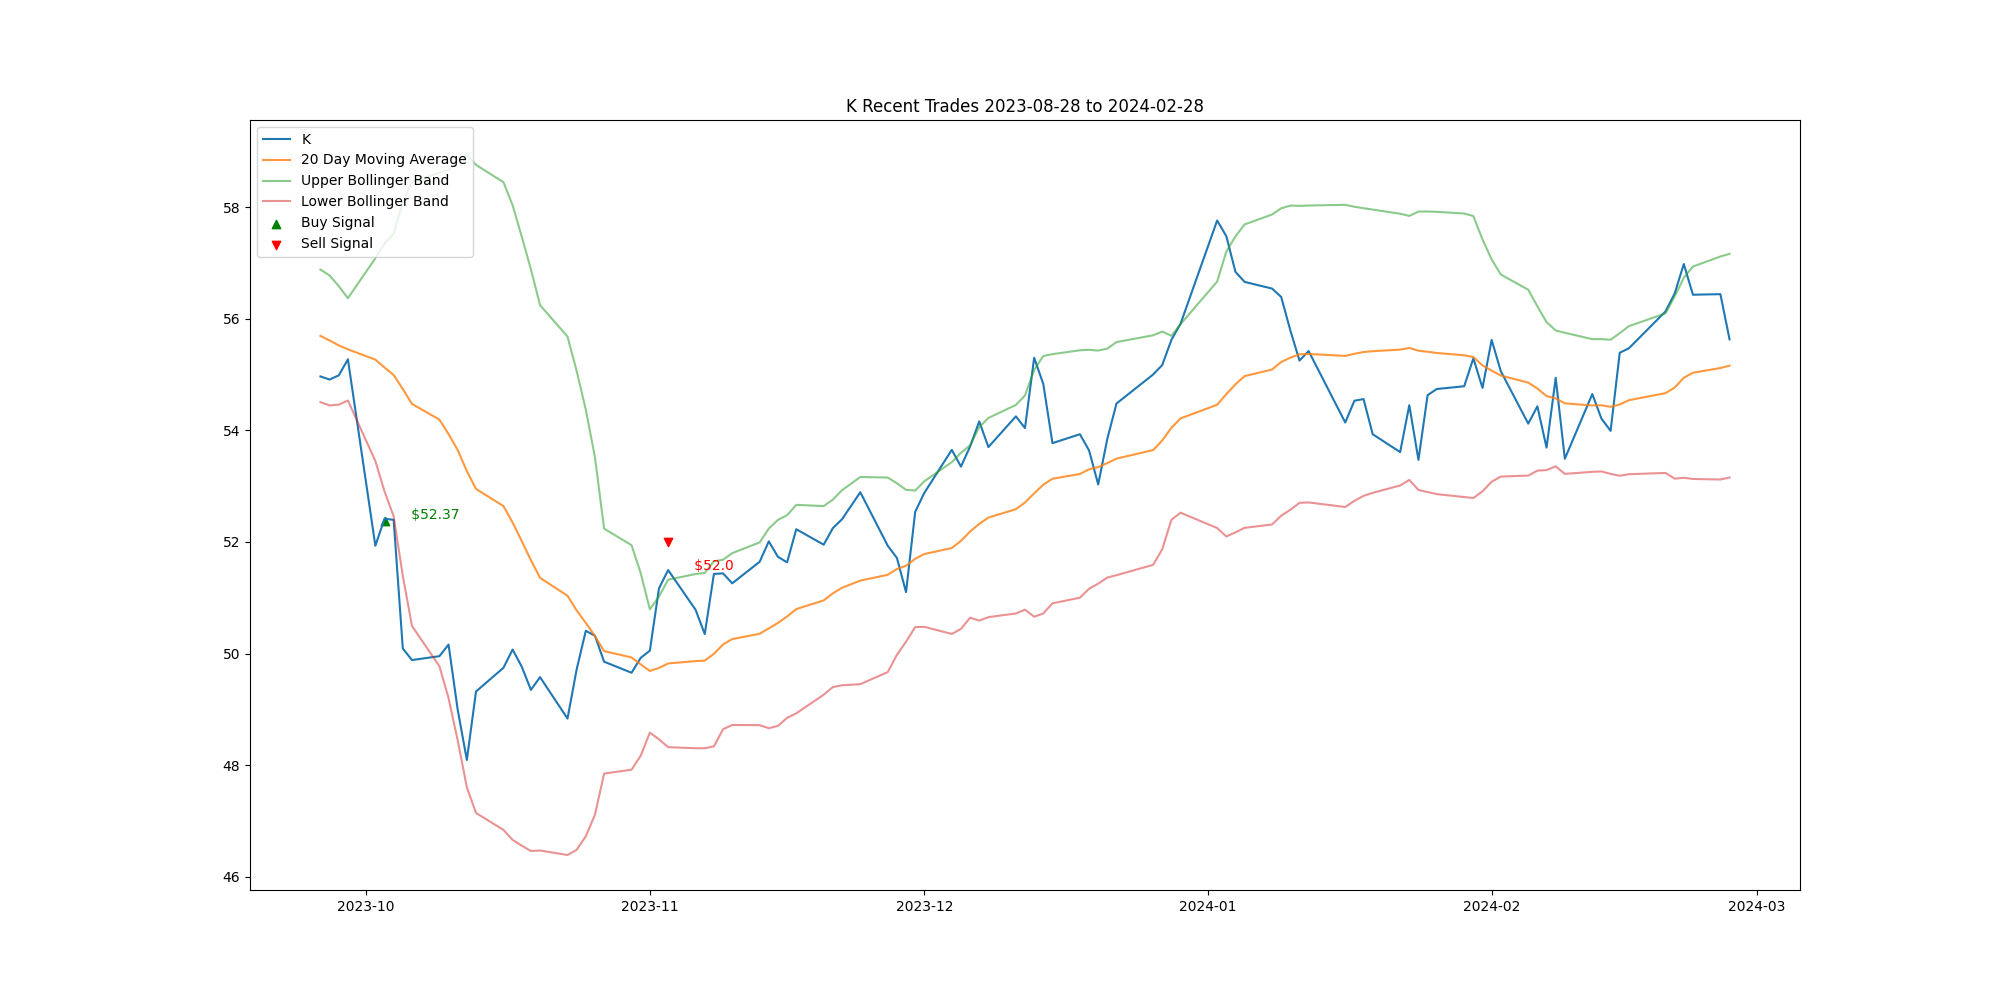 K Recent Trades 2023-08-28 to 2024-02-28
K
20 Day Moving Average
Upper Bollinger Band
Lower Bollinger Band
Buy Signal
Sell Signal
58
56
54
52
50
48
46
$52.37
$52.0
2023-10
2023-11
2023-12
2024-01
2024-02
2024-03